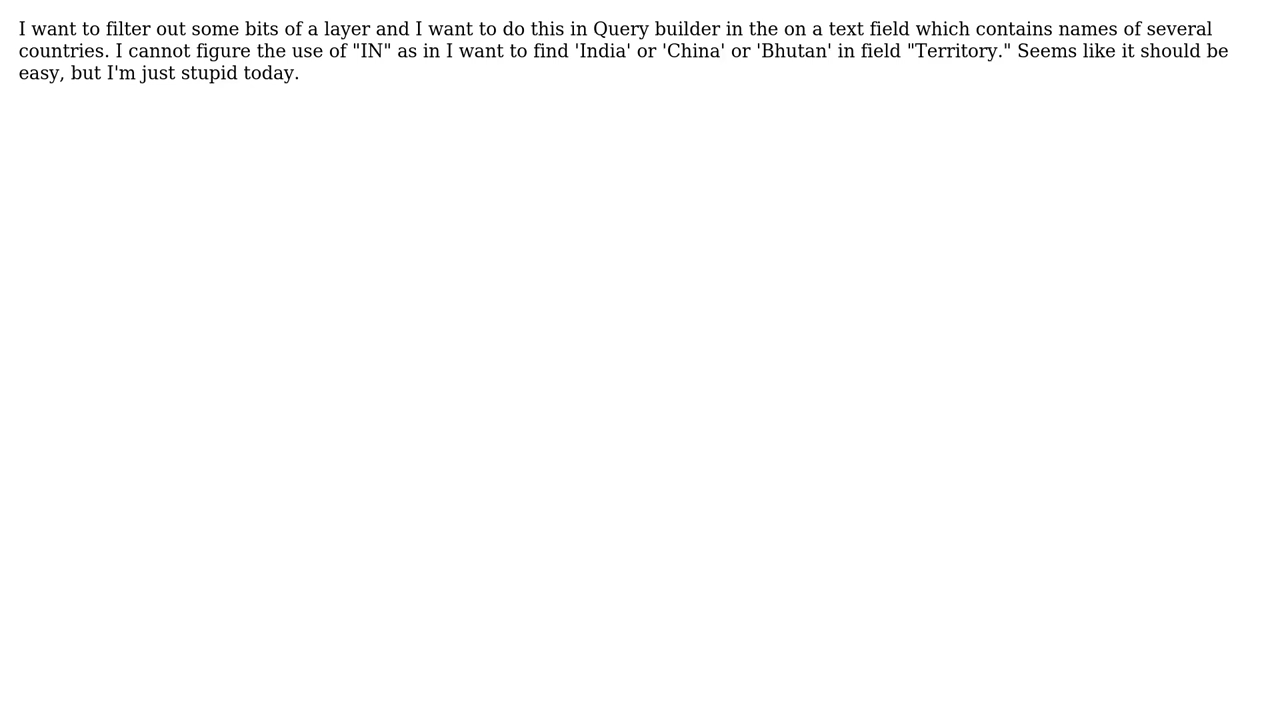 I want to filter out some bits of a layer and I want to do this in Query builder in the on a text field which contains names of several
countries. I cannot figure the use of "IN" as in I want to find 'India' or 'China' or 'Bhutan' in field "Territory." Seems like it should be
easy, but I'm just stupid today.